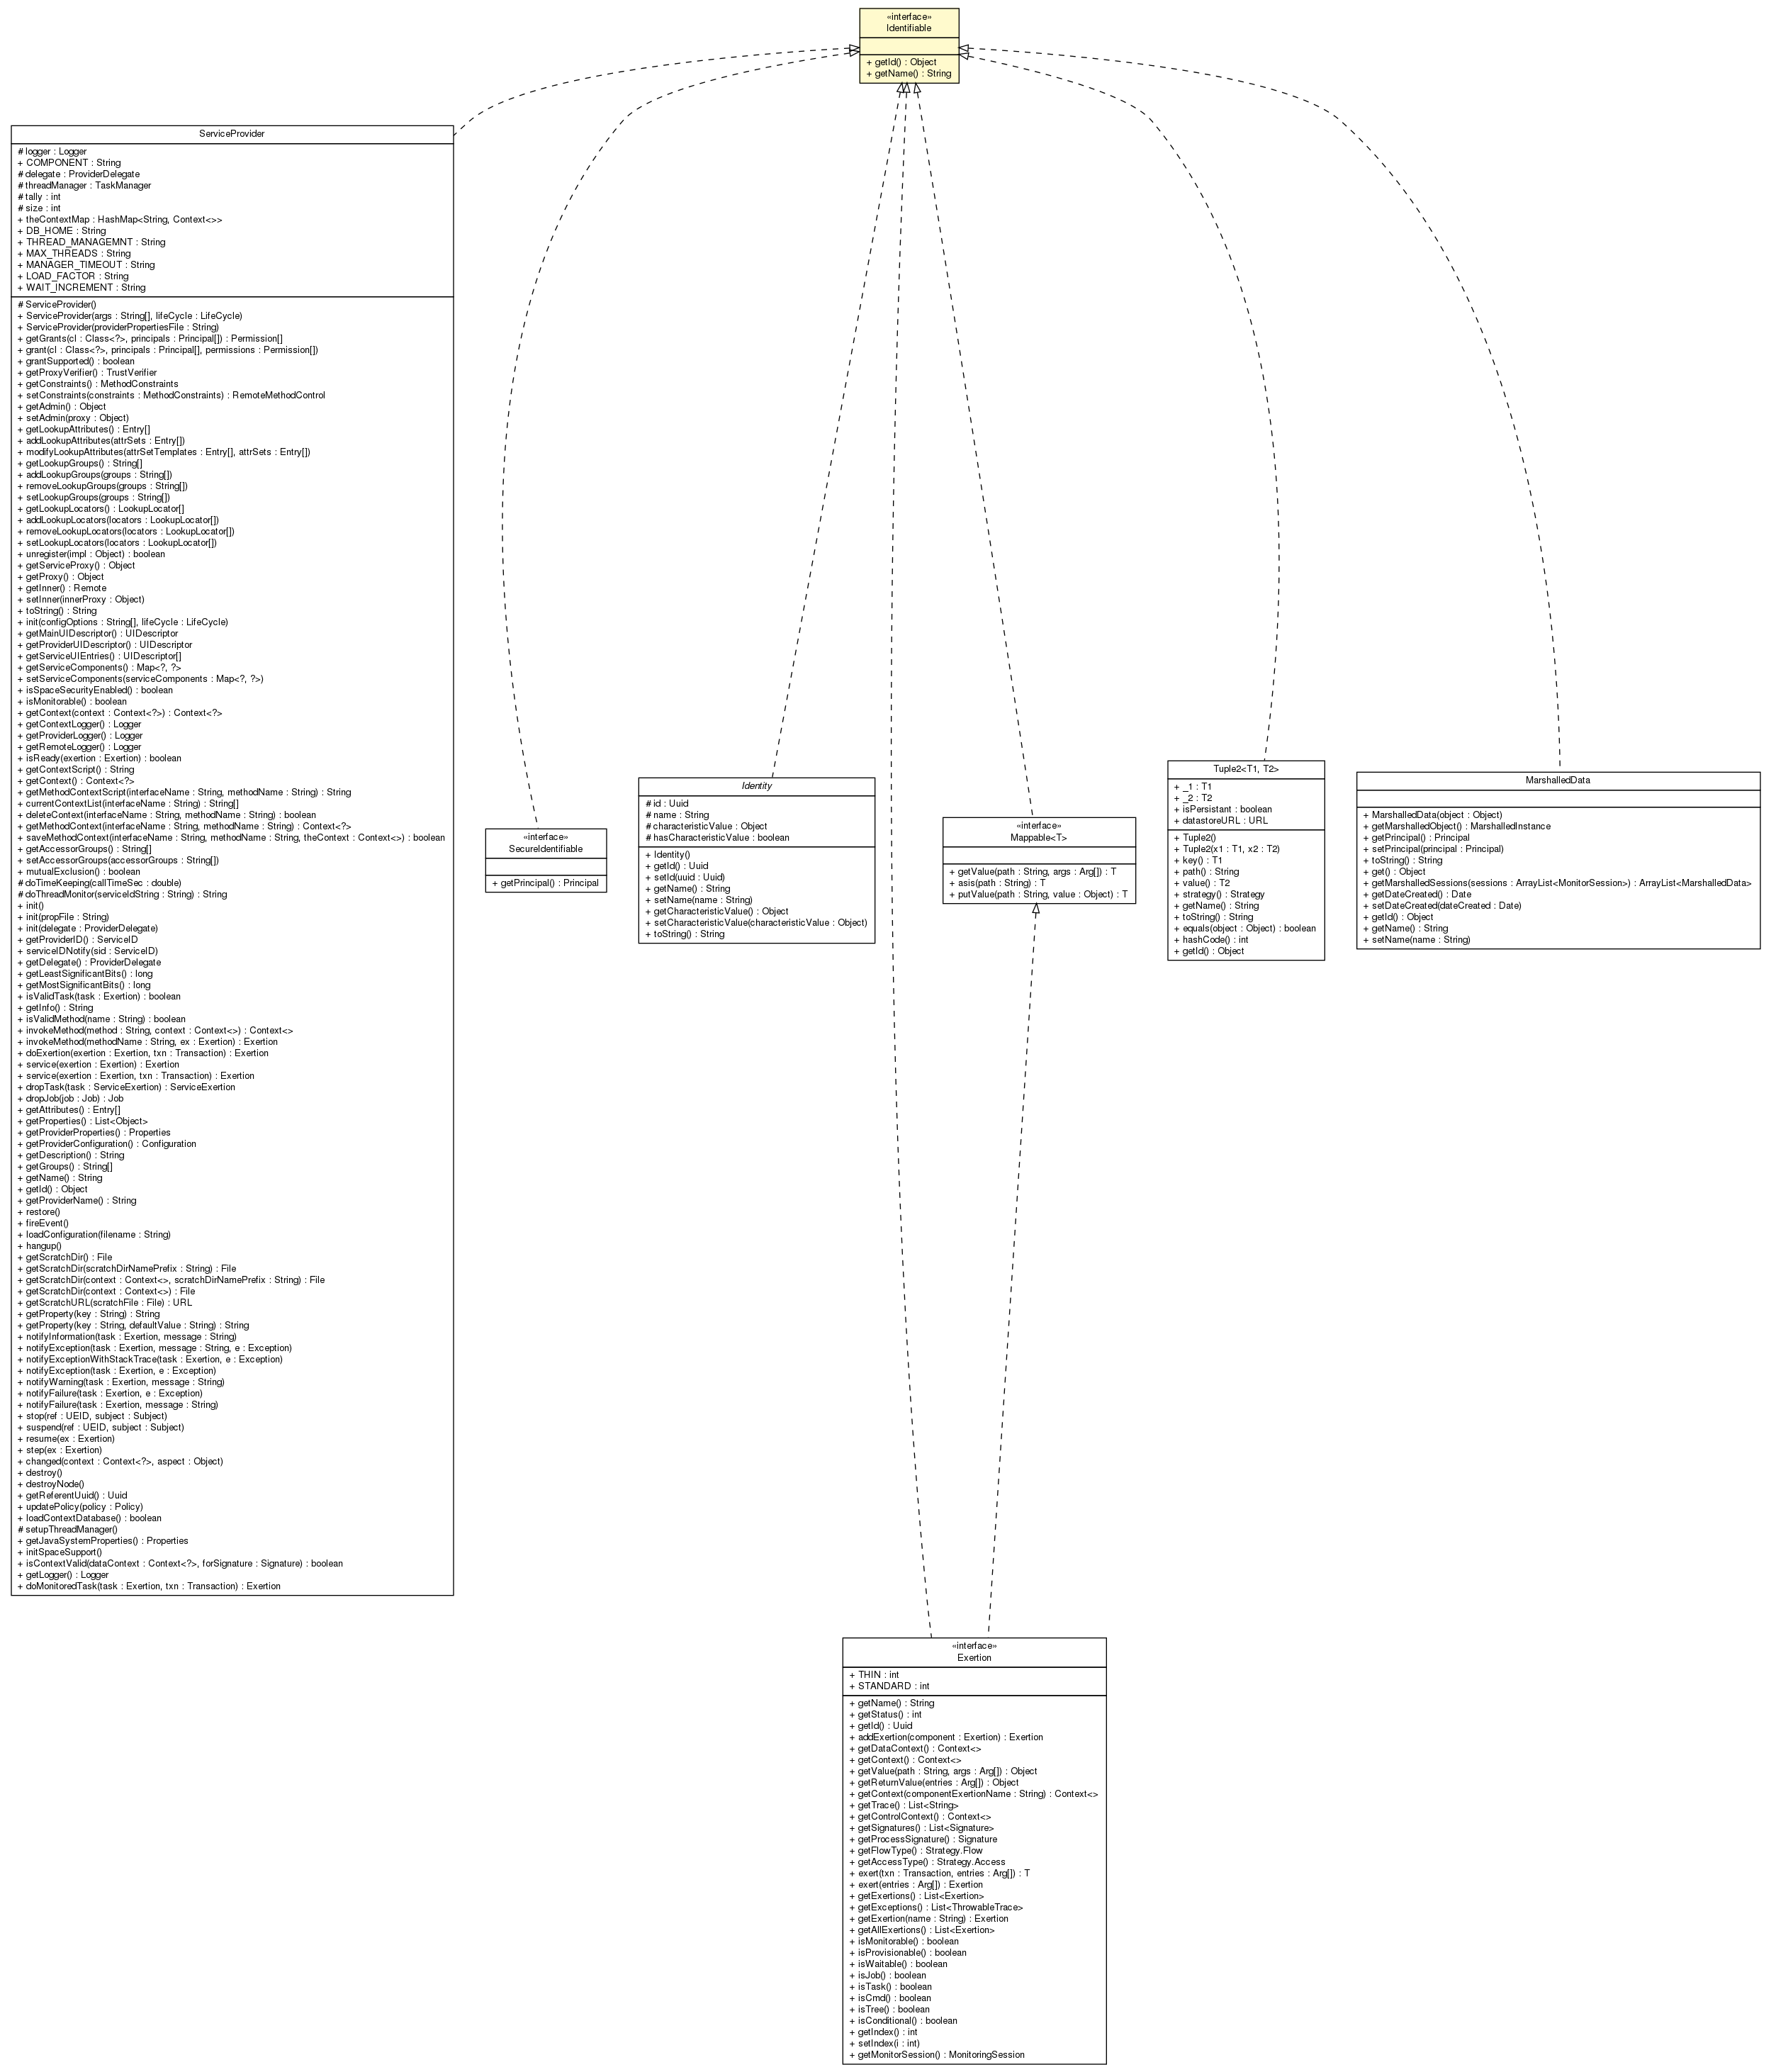 «interface»
Identifiable
+ getId() : Object
+ getName() : String
ServiceProvider
# logger : Logger
+ COMPONENT : String
# delegate : ProviderDelegate
# threadManager : TaskManager
# tally : int
# size : int
+ theContextMap : HashMap<String, Context<>>
+ DB_HOME : String
+ THREAD_MANAGEMNT : String
+ MAX_THREADS : String
+ MANAGER_TIMEOUT : String
+ LOAD_FACTOR : String
+ WAIT_INCREMENT : String
# ServiceProvider()
+ ServiceProvider(args : String[], lifeCycle : LifeCycle)
+ ServiceProvider(providerPropertiesFile : String)
+ getGrants(cl : Class<?>, principals : Principal[]) : Permission[]
+ grant(cl : Class<?>, principals : Principal[], permissions : Permission[])
+ grantSupported() : boolean
+ getProxyVerifier() : TrustVerifier
+ getConstraints() : MethodConstraints
+ setConstraints(constraints : MethodConstraints) : RemoteMethodControl
+ getAdmin() : Object
+ setAdmin(proxy : Object)
+ getLookupAttributes() : Entry[]
+ addLookupAttributes(attrSets : Entry[])
+ modifyLookupAttributes(attrSetTemplates : Entry[], attrSets : Entry[])
+ getLookupGroups() : String[]
+ addLookupGroups(groups : String[])
+ removeLookupGroups(groups : String[])
+ setLookupGroups(groups : String[])
+ getLookupLocators() : LookupLocator[]
+ addLookupLocators(locators : LookupLocator[])
+ removeLookupLocators(locators : LookupLocator[])
+ setLookupLocators(locators : LookupLocator[])
+ unregister(impl : Object) : boolean
+ getServiceProxy() : Object
+ getProxy() : Object
+ getInner() : Remote
+ setInner(innerProxy : Object)
+ toString() : String
+ init(configOptions : String[], lifeCycle : LifeCycle)
+ getMainUIDescriptor() : UIDescriptor
+ getProviderUIDescriptor() : UIDescriptor
+ getServiceUIEntries() : UIDescriptor[]
+ getServiceComponents() : Map<?, ?>
+ setServiceComponents(serviceComponents : Map<?, ?>)
+ isSpaceSecurityEnabled() : boolean
+ isMonitorable() : boolean
+ getContext(context : Context<?>) : Context<?>
+ getContextLogger() : Logger
+ getProviderLogger() : Logger
+ getRemoteLogger() : Logger
+ isReady(exertion : Exertion) : boolean
+ getContextScript() : String
+ getContext() : Context<?>
+ getMethodContextScript(interfaceName : String, methodName : String) : String
+ currentContextList(interfaceName : String) : String[]
+ deleteContext(interfaceName : String, methodName : String) : boolean
+ getMethodContext(interfaceName : String, methodName : String) : Context<?>
+ saveMethodContext(interfaceName : String, methodName : String, theContext : Context<>) : boolean
+ getAccessorGroups() : String[]
+ setAccessorGroups(accessorGroups : String[])
+ mutualExclusion() : boolean
# doTimeKeeping(callTimeSec : double)
# doThreadMonitor(serviceIdString : String) : String
+ init()
+ init(propFile : String)
+ init(delegate : ProviderDelegate)
+ getProviderID() : ServiceID
+ serviceIDNotify(sid : ServiceID)
+ getDelegate() : ProviderDelegate
+ getLeastSignificantBits() : long
+ getMostSignificantBits() : long
+ isValidTask(task : Exertion) : boolean
+ getInfo() : String
+ isValidMethod(name : String) : boolean
+ invokeMethod(method : String, context : Context<>) : Context<>
+ invokeMethod(methodName : String, ex : Exertion) : Exertion
+ doExertion(exertion : Exertion, txn : Transaction) : Exertion
+ service(exertion : Exertion) : Exertion
+ service(exertion : Exertion, txn : Transaction) : Exertion
+ dropTask(task : ServiceExertion) : ServiceExertion
+ dropJob(job : Job) : Job
+ getAttributes() : Entry[]
+ getProperties() : List<Object>
+ getProviderProperties() : Properties
+ getProviderConfiguration() : Configuration
+ getDescription() : String
+ getGroups() : String[]
+ getName() : String
+ getId() : Object
+ getProviderName() : String
+ restore()
+ fireEvent()
+ loadConfiguration(filename : String)
+ hangup()
+ getScratchDir() : File
+ getScratchDir(scratchDirNamePrefix : String) : File
+ getScratchDir(context : Context<>, scratchDirNamePrefix : String) : File
+ getScratchDir(context : Context<>) : File
+ getScratchURL(scratchFile : File) : URL
+ getProperty(key : String) : String
+ getProperty(key : String, defaultValue : String) : String
+ notifyInformation(task : Exertion, message : String)
+ notifyException(task : Exertion, message : String, e : Exception)
+ notifyExceptionWithStackTrace(task : Exertion, e : Exception)
+ notifyException(task : Exertion, e : Exception)
+ notifyWarning(task : Exertion, message : String)
+ notifyFailure(task : Exertion, e : Exception)
+ notifyFailure(task : Exertion, message : String)
+ stop(ref : UEID, subject : Subject)
+ suspend(ref : UEID, subject : Subject)
+ resume(ex : Exertion)
+ step(ex : Exertion)
+ changed(context : Context<?>, aspect : Object)
+ destroy()
+ destroyNode()
+ getReferentUuid() : Uuid
+ updatePolicy(policy : Policy)
+ loadContextDatabase() : boolean
# setupThreadManager()
+ getJavaSystemProperties() : Properties
+ initSpaceSupport()
+ isContextValid(dataContext : Context<?>, forSignature : Signature) : boolean
+ getLogger() : Logger
+ doMonitoredTask(task : Exertion, txn : Transaction) : Exertion
«interface»
SecureIdentifiable
+ getPrincipal() : Principal
Identity
# id : Uuid
# name : String
# characteristicValue : Object
# hasCharacteristicValue : boolean
+ Identity()
+ getId() : Uuid
+ setId(uuid : Uuid)
+ getName() : String
+ setName(name : String)
+ getCharacteristicValue() : Object
+ setCharacteristicValue(characteristicValue : Object)
+ toString() : String
«interface»
Mappable<T>
+ getValue(path : String, args : Arg[]) : T
+ asis(path : String) : T
+ putValue(path : String, value : Object) : T
Tuple2<T1, T2>
+ _1 : T1
+ _2 : T2
+ isPersistant : boolean
+ datastoreURL : URL
+ Tuple2()
+ Tuple2(x1 : T1, x2 : T2)
+ key() : T1
+ path() : String
+ value() : T2
+ strategy() : Strategy
+ getName() : String
+ toString() : String
+ equals(object : Object) : boolean
+ hashCode() : int
+ getId() : Object
MarshalledData
+ MarshalledData(object : Object)
+ getMarshalledObject() : MarshalledInstance
+ getPrincipal() : Principal
+ setPrincipal(principal : Principal)
+ toString() : String
+ get() : Object
+ getMarshalledSessions(sessions : ArrayList<MonitorSession>) : ArrayList<MarshalledData>
+ getDateCreated() : Date
+ setDateCreated(dateCreated : Date)
+ getId() : Object
+ getName() : String
+ setName(name : String)
«interface»
Exertion
+ THIN : int
+ STANDARD : int
+ getName() : String
+ getStatus() : int
+ getId() : Uuid
+ addExertion(component : Exertion) : Exertion
+ getDataContext() : Context<>
+ getContext() : Context<>
+ getValue(path : String, args : Arg[]) : Object
+ getReturnValue(entries : Arg[]) : Object
+ getContext(componentExertionName : String) : Context<>
+ getTrace() : List<String>
+ getControlContext() : Context<>
+ getSignatures() : List<Signature>
+ getProcessSignature() : Signature
+ getFlowType() : Strategy.Flow
+ getAccessType() : Strategy.Access
+ exert(txn : Transaction, entries : Arg[]) : T
+ exert(entries : Arg[]) : Exertion
+ getExertions() : List<Exertion>
+ getExceptions() : List<ThrowableTrace>
+ getExertion(name : String) : Exertion
+ getAllExertions() : List<Exertion>
+ isMonitorable() : boolean
+ isProvisionable() : boolean
+ isWaitable() : boolean
+ isJob() : boolean
+ isTask() : boolean
+ isCmd() : boolean
+ isTree() : boolean
+ isConditional() : boolean
+ getIndex() : int
+ setIndex(i : int)
+ getMonitorSession() : MonitoringSession